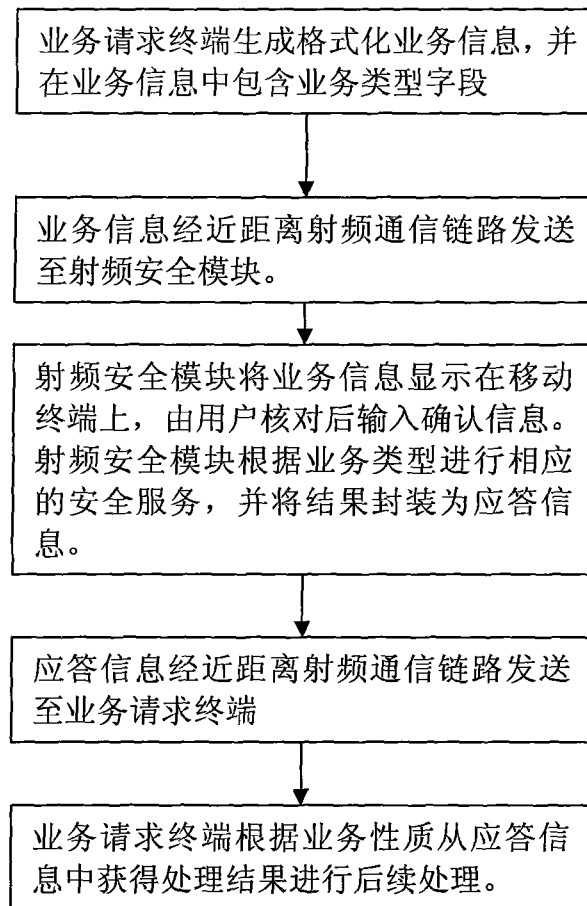 业务请求终端生成格式化业务信息，并
在业务信息中包含业务类型字段
业务信息经近距离射频通信链路发送
至射频安全模块。
射频安全模块将业务信息显示在移动
终端上，由用户核对后输入确认信息。
射频安全模块根据业务类型进行相应
的安全服务，并将结果封装为应答信
息。
应答信息经近距离射频通信链路发送
至业务请求终端
业务请求终端根据业务性质从应答信
息中获得处理结果进行后续处理。